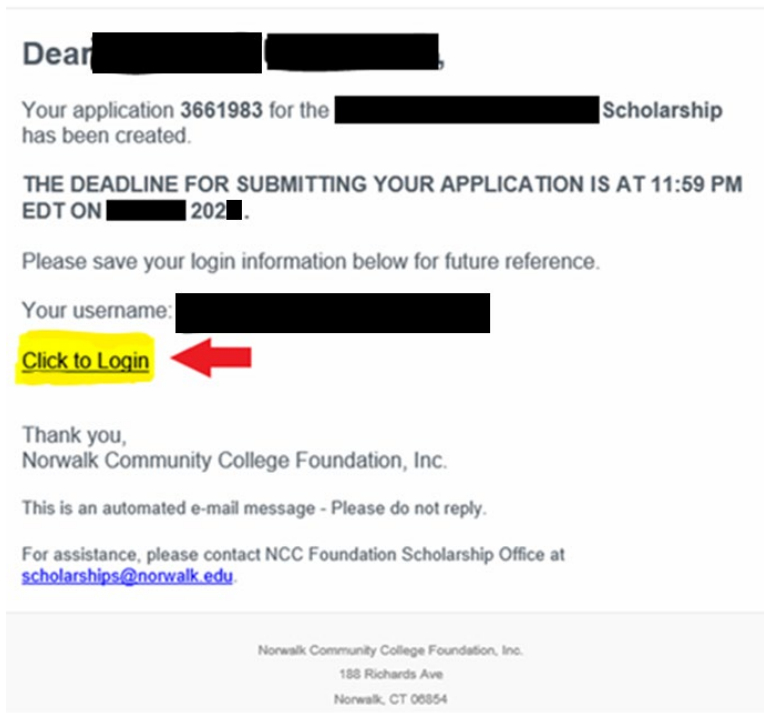 Dear ,
Your application 3661983 for the Scholarship
has been created.
THE DEADLINE FOR SUBMITTING YOUR APPLICATION IS AT 11:59 PM
EDT ON 202 .
Please save your login information below for future reference.
Your username:
Click to Login
Thank you,
Norwalk Community College Foundation, Inc.
This is an automated e-mail message - Please do not reply.
For assistance, please contact NCC Foundation Scholarship Office at
scholarships@norwalk.edu.
Norwalk Community College Foundation, Inc.
188 Richards Ave
Norwalk, CT 06854